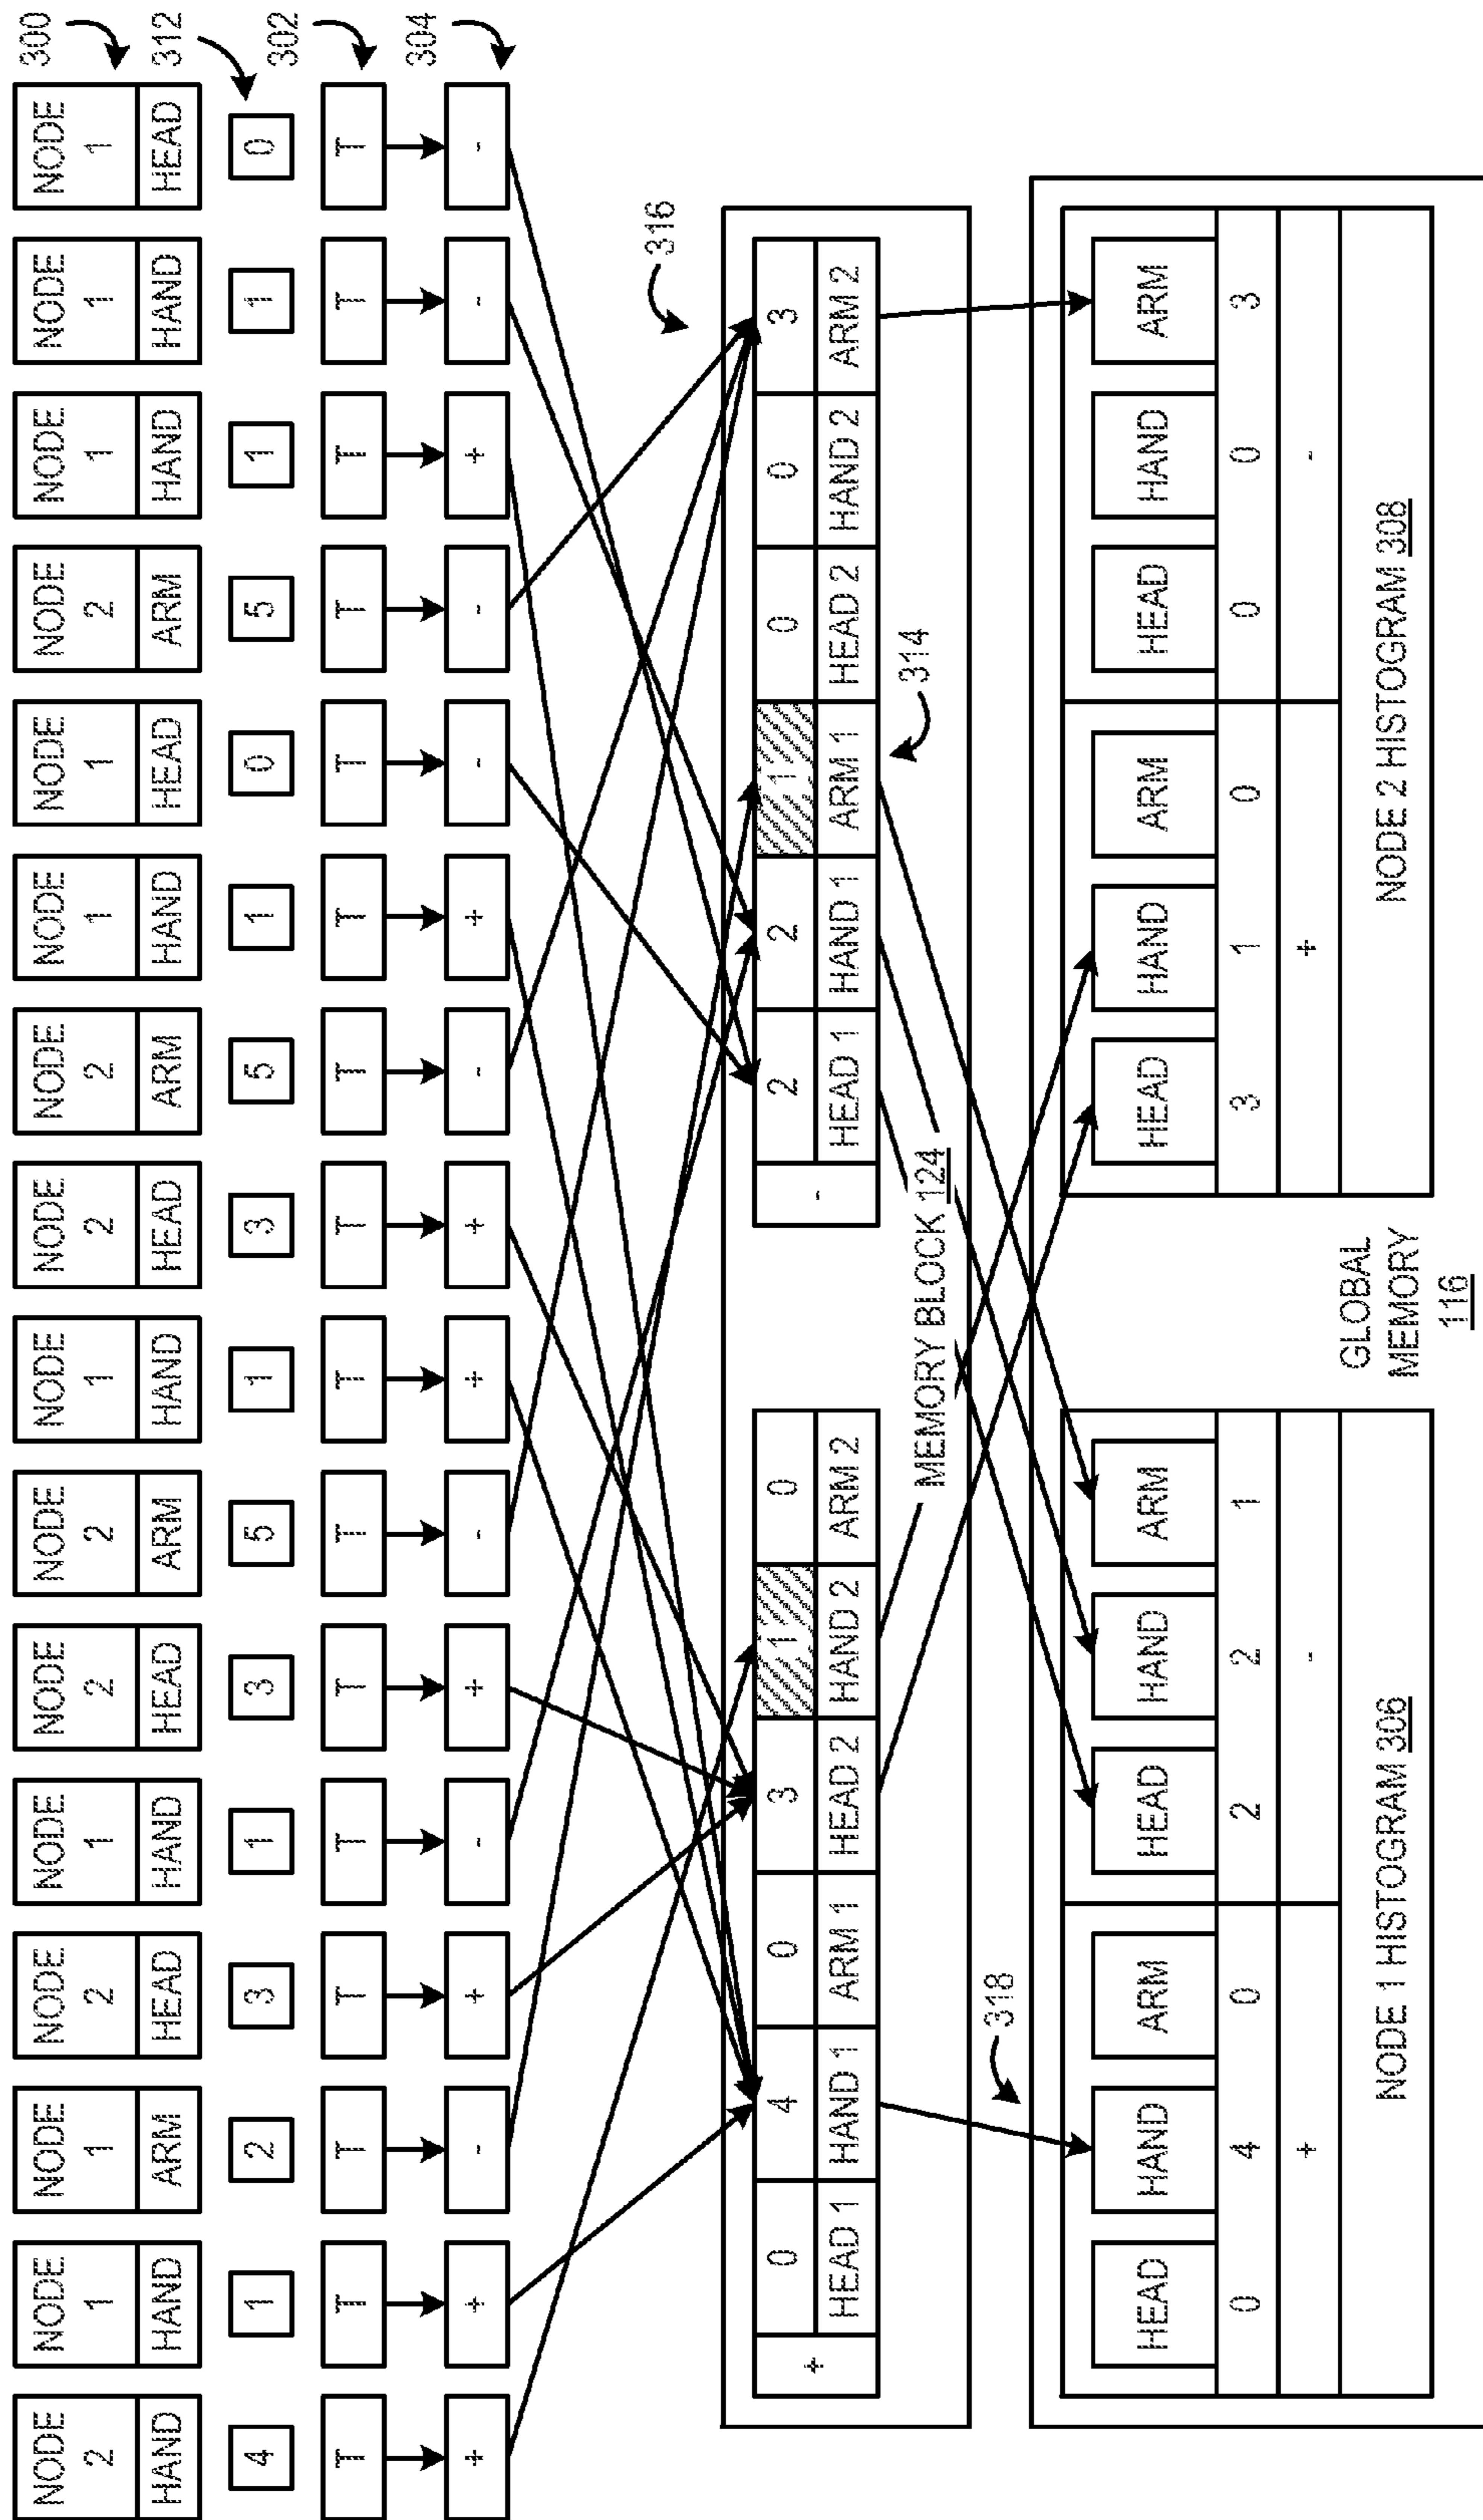 NODE NODE NODE NODE NODE NODE NODE NODE NODE NODE NODE NODE NODE NODE NODE NODE 300
2 1 1 2 1 2 2 1 2 2 1 1 2 1 1 1
HAND HAND ARM HEAD HAND HEAD ARM HAND HEAD ARM HAND HEAD ARM HAND HAND HEAD 312
4 1 2 3 1 3 5 1 3 5 1 0 5 1 1 0
302
T T T T T T T T T T T T T T T T
304
+ + - + - + - + + - + - - + - -
316
+ 0 4 0 3 1 0
HEAD 1 HAND 1 ARM 1 HEAD 2 HAND 2 ARM 2
- 2 2 1 0 0 3
HEAD 1 HAND 1 ARM 1 HEAD 2 HAND 2 ARM 2
314
MEMORY BLOCK 124
318
HEAD HAND ARM HEAD HAND ARM
0 4 0 2 2 1
+ -
NODE 1 HISTOGRAM 306
GLOBAL
MEMORY
116
HEAD HAND ARM HEAD HAND ARM
3 1 0 0 0 3
+ -
NODE 2 HISTOGRAM 308